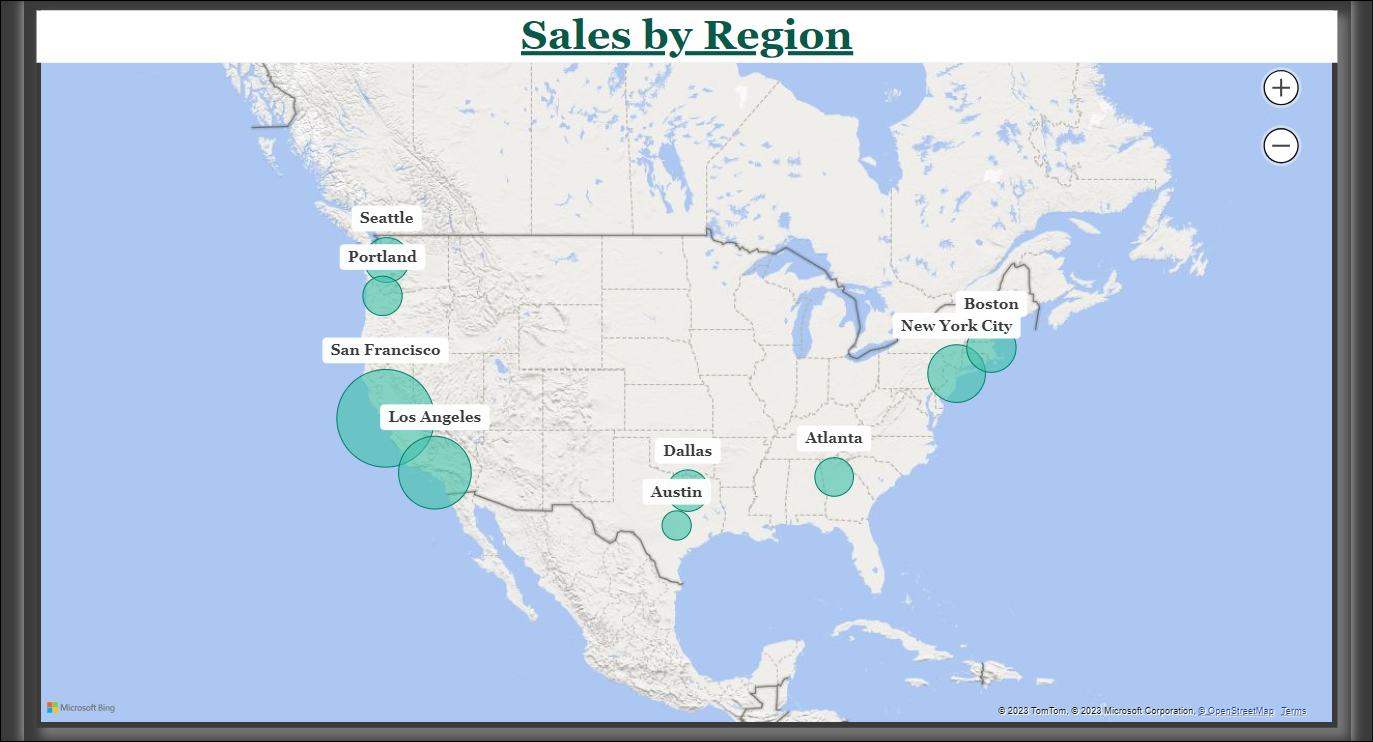 Sales by Region
Seattle
Portland
San Francisco
Los Angeles
Dallas
Austin
Atlanta
Boston
New York City
Microsoft Bing
© 2023 TomTom, © 2023 Microsoft Corporation, © OpenStreetMap Terms